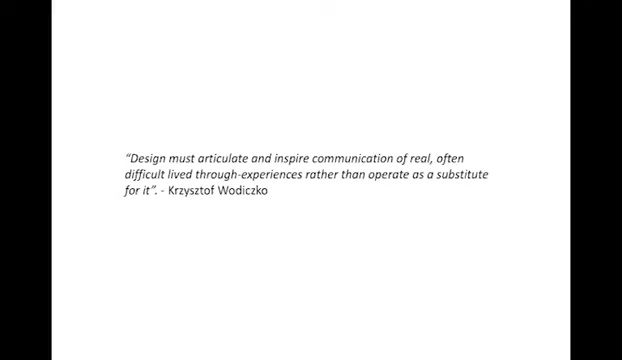 “Design must articulate and inspire communication of real, often
difficult lived through-experiences rather than operate as a substitute
for it”. - Krzysztof Wodiczko